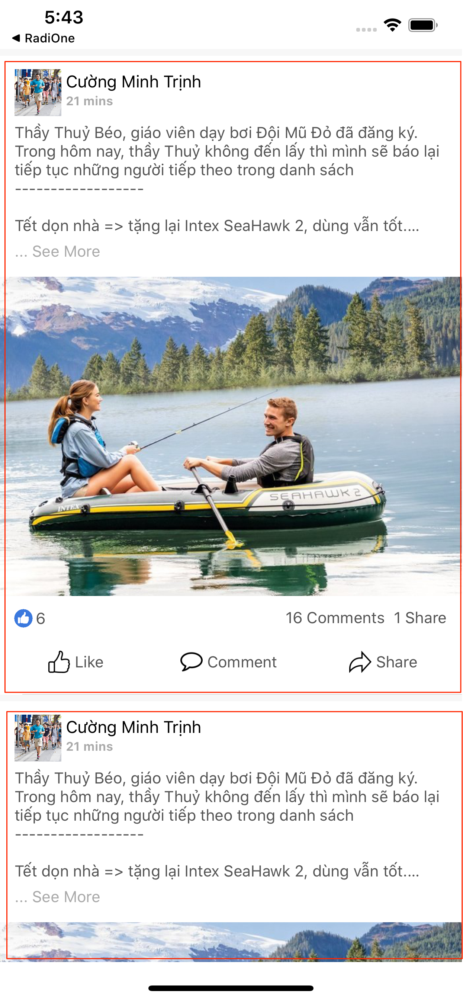 5:43
◀ RadiOne
Cường Minh Trịnh
21 mins
Thầy Thuỷ Béo, giáo viên dạy bơi Đội Mũ Đỏ đã đăng ký.
Trong hôm nay, thầy Thuỷ không đến lấy thì mình sẽ báo lại
tiếp tục những người tiếp theo trong danh sách
------------------
Tết dọn nhà => tặng lại Intex SeaHawk 2, dùng vẫn tốt....
... See More
SEAHAWK 2
INTEX
6
16 Comments 1 Share
Like
Comment
Share
Cường Minh Trịnh
21 mins
Thầy Thuỷ Béo, giáo viên dạy bơi Đội Mũ Đỏ đã đăng ký.
Trong hôm nay, thầy Thuỷ không đến lấy thì mình sẽ báo lại
tiếp tục những người tiếp theo trong danh sách
------------------
Tết dọn nhà => tặng lại Intex SeaHawk 2, dùng vẫn tốt....
... See More